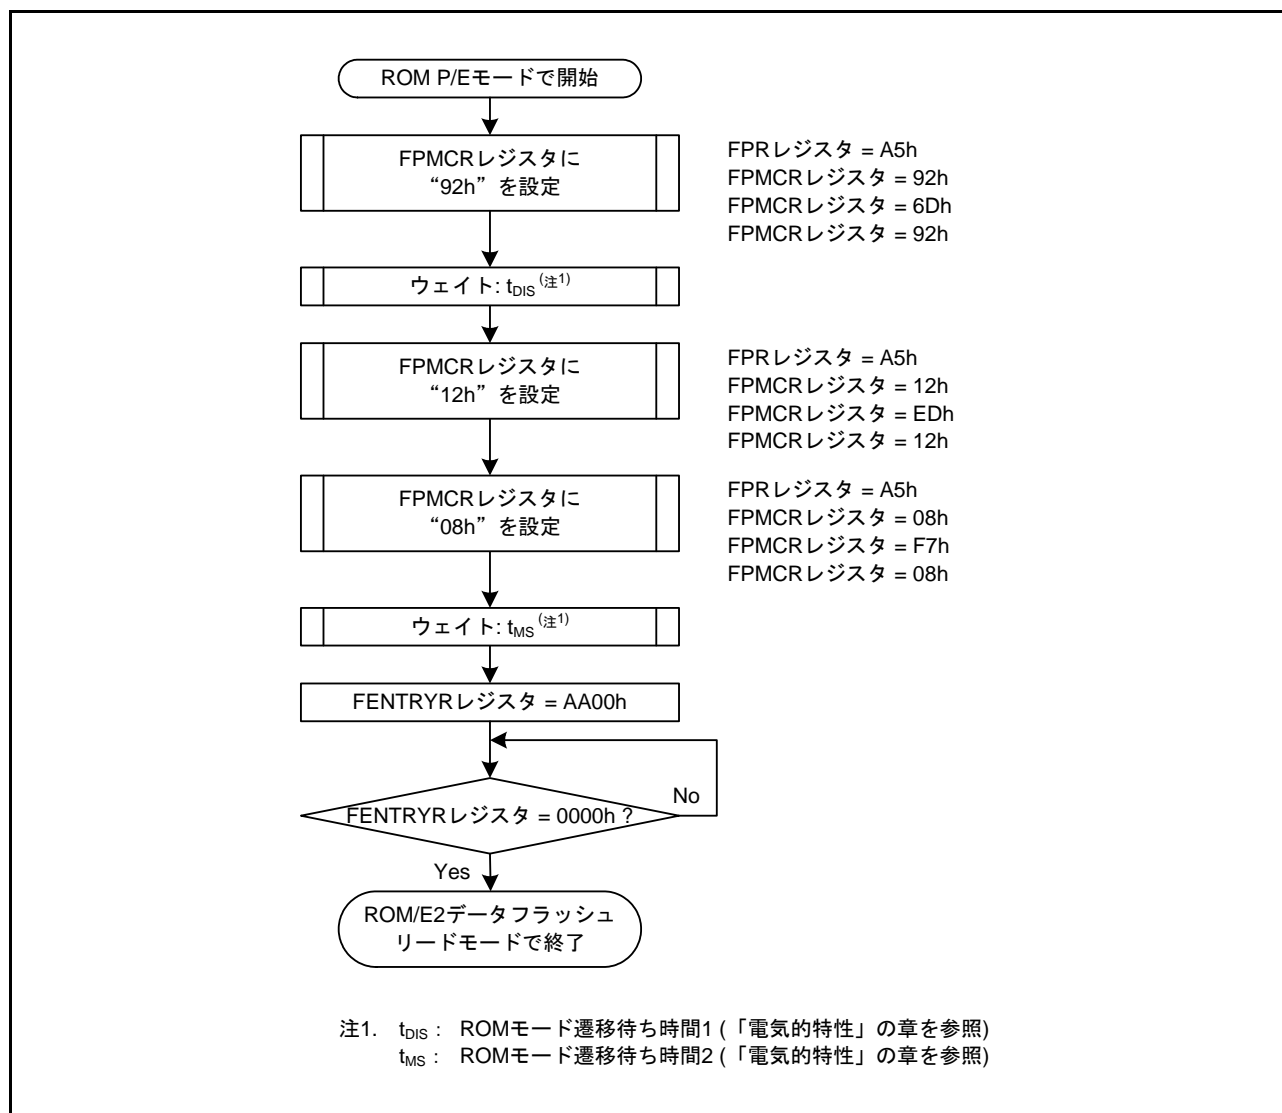 ROM P/Eモードで開始
FPMCRレジスタに
“92h”を設定
FPRレジスタ = A5h
FPMCRレジスタ = 92h
FPMCRレジスタ = 6Dh
FPMCRレジスタ = 92h
ウェイト: tDIS (注1)
FPMCRレジスタに
“12h”を設定
FPRレジスタ = A5h
FPMCRレジスタ = 12h
FPMCRレジスタ = EDh
FPMCRレジスタ = 12h
FPMCRレジスタに
“08h”を設定
FPRレジスタ = A5h
FPMCRレジスタ = 08h
FPMCRレジスタ = F7h
FPMCRレジスタ = 08h
ウェイト: tMS (注1)
FENTRYRレジスタ = AA00h
FENTRYRレジスタ = 0000h ?
No
Yes
ROM/E2データフラッシュ
リードモードで終了
注1. tDIS : ROMモード遷移待ち時間1 (「電気的特性」の章を参照)
tMS : ROMモード遷移待ち時間2 (「電気的特性」の章を参照)